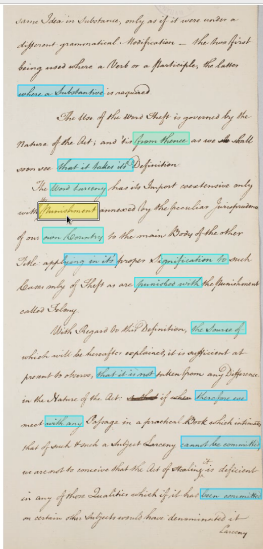 same Idea in Substance, only as if it were under a
different grammatical Modification — the two first
being used where a Verb or a Participle, the latter
where a Substantive is required
The Use of the Word Theft is governed by the
Nature of the Act; and 'tis from thence as we shall
soon see that it takes its Definition
The Word Larceny has its Import coextensive only
with Punishment annexed by the peculiar Jurisprudence
of our own Country to the main Body of the other
Title applying in its proper Signification to such
Cases only of Theft as are punished with the Punishment
called Felony.
With Regard to this Definition, the Source of
which will be hereafter explained, it is sufficient at
present to observe, that it is not taken from any Difference
in the Nature of the Act if therefore we
meet with any Passage in a practical Book which intimates
that of such & such a Subject Larceny cannot be committed
we are not to conceive that the Act of Stealing is deficient
in any of those Qualities which if it has been committed
on certain other Subjects would have denominated it
Larceny